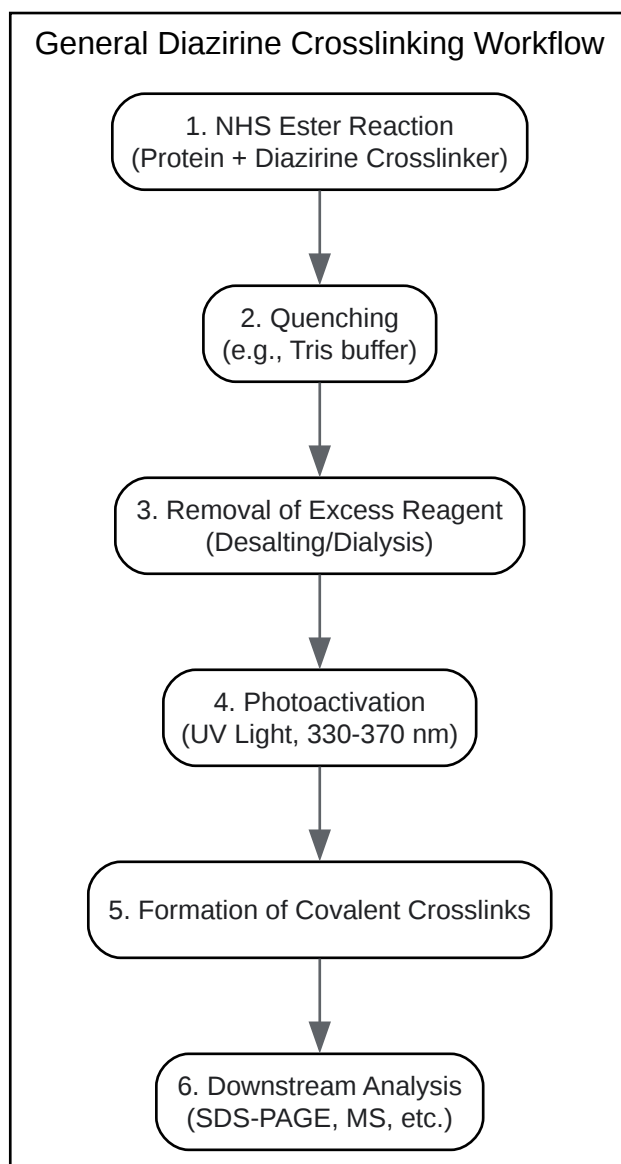 General Diazirine Crosslinking Workflow
1. NHS Ester Reaction
(Protein + Diazirine Crosslinker)
2. Quenching
(e.g., Tris buffer)
3. Removal of Excess Reagent
(Desalting/Dialysis)
4. Photoactivation
(UV Light, 330-370 nm)
5. Formation of Covalent Crosslinks
6. Downstream Analysis
(SDS-PAGE, MS, etc.)